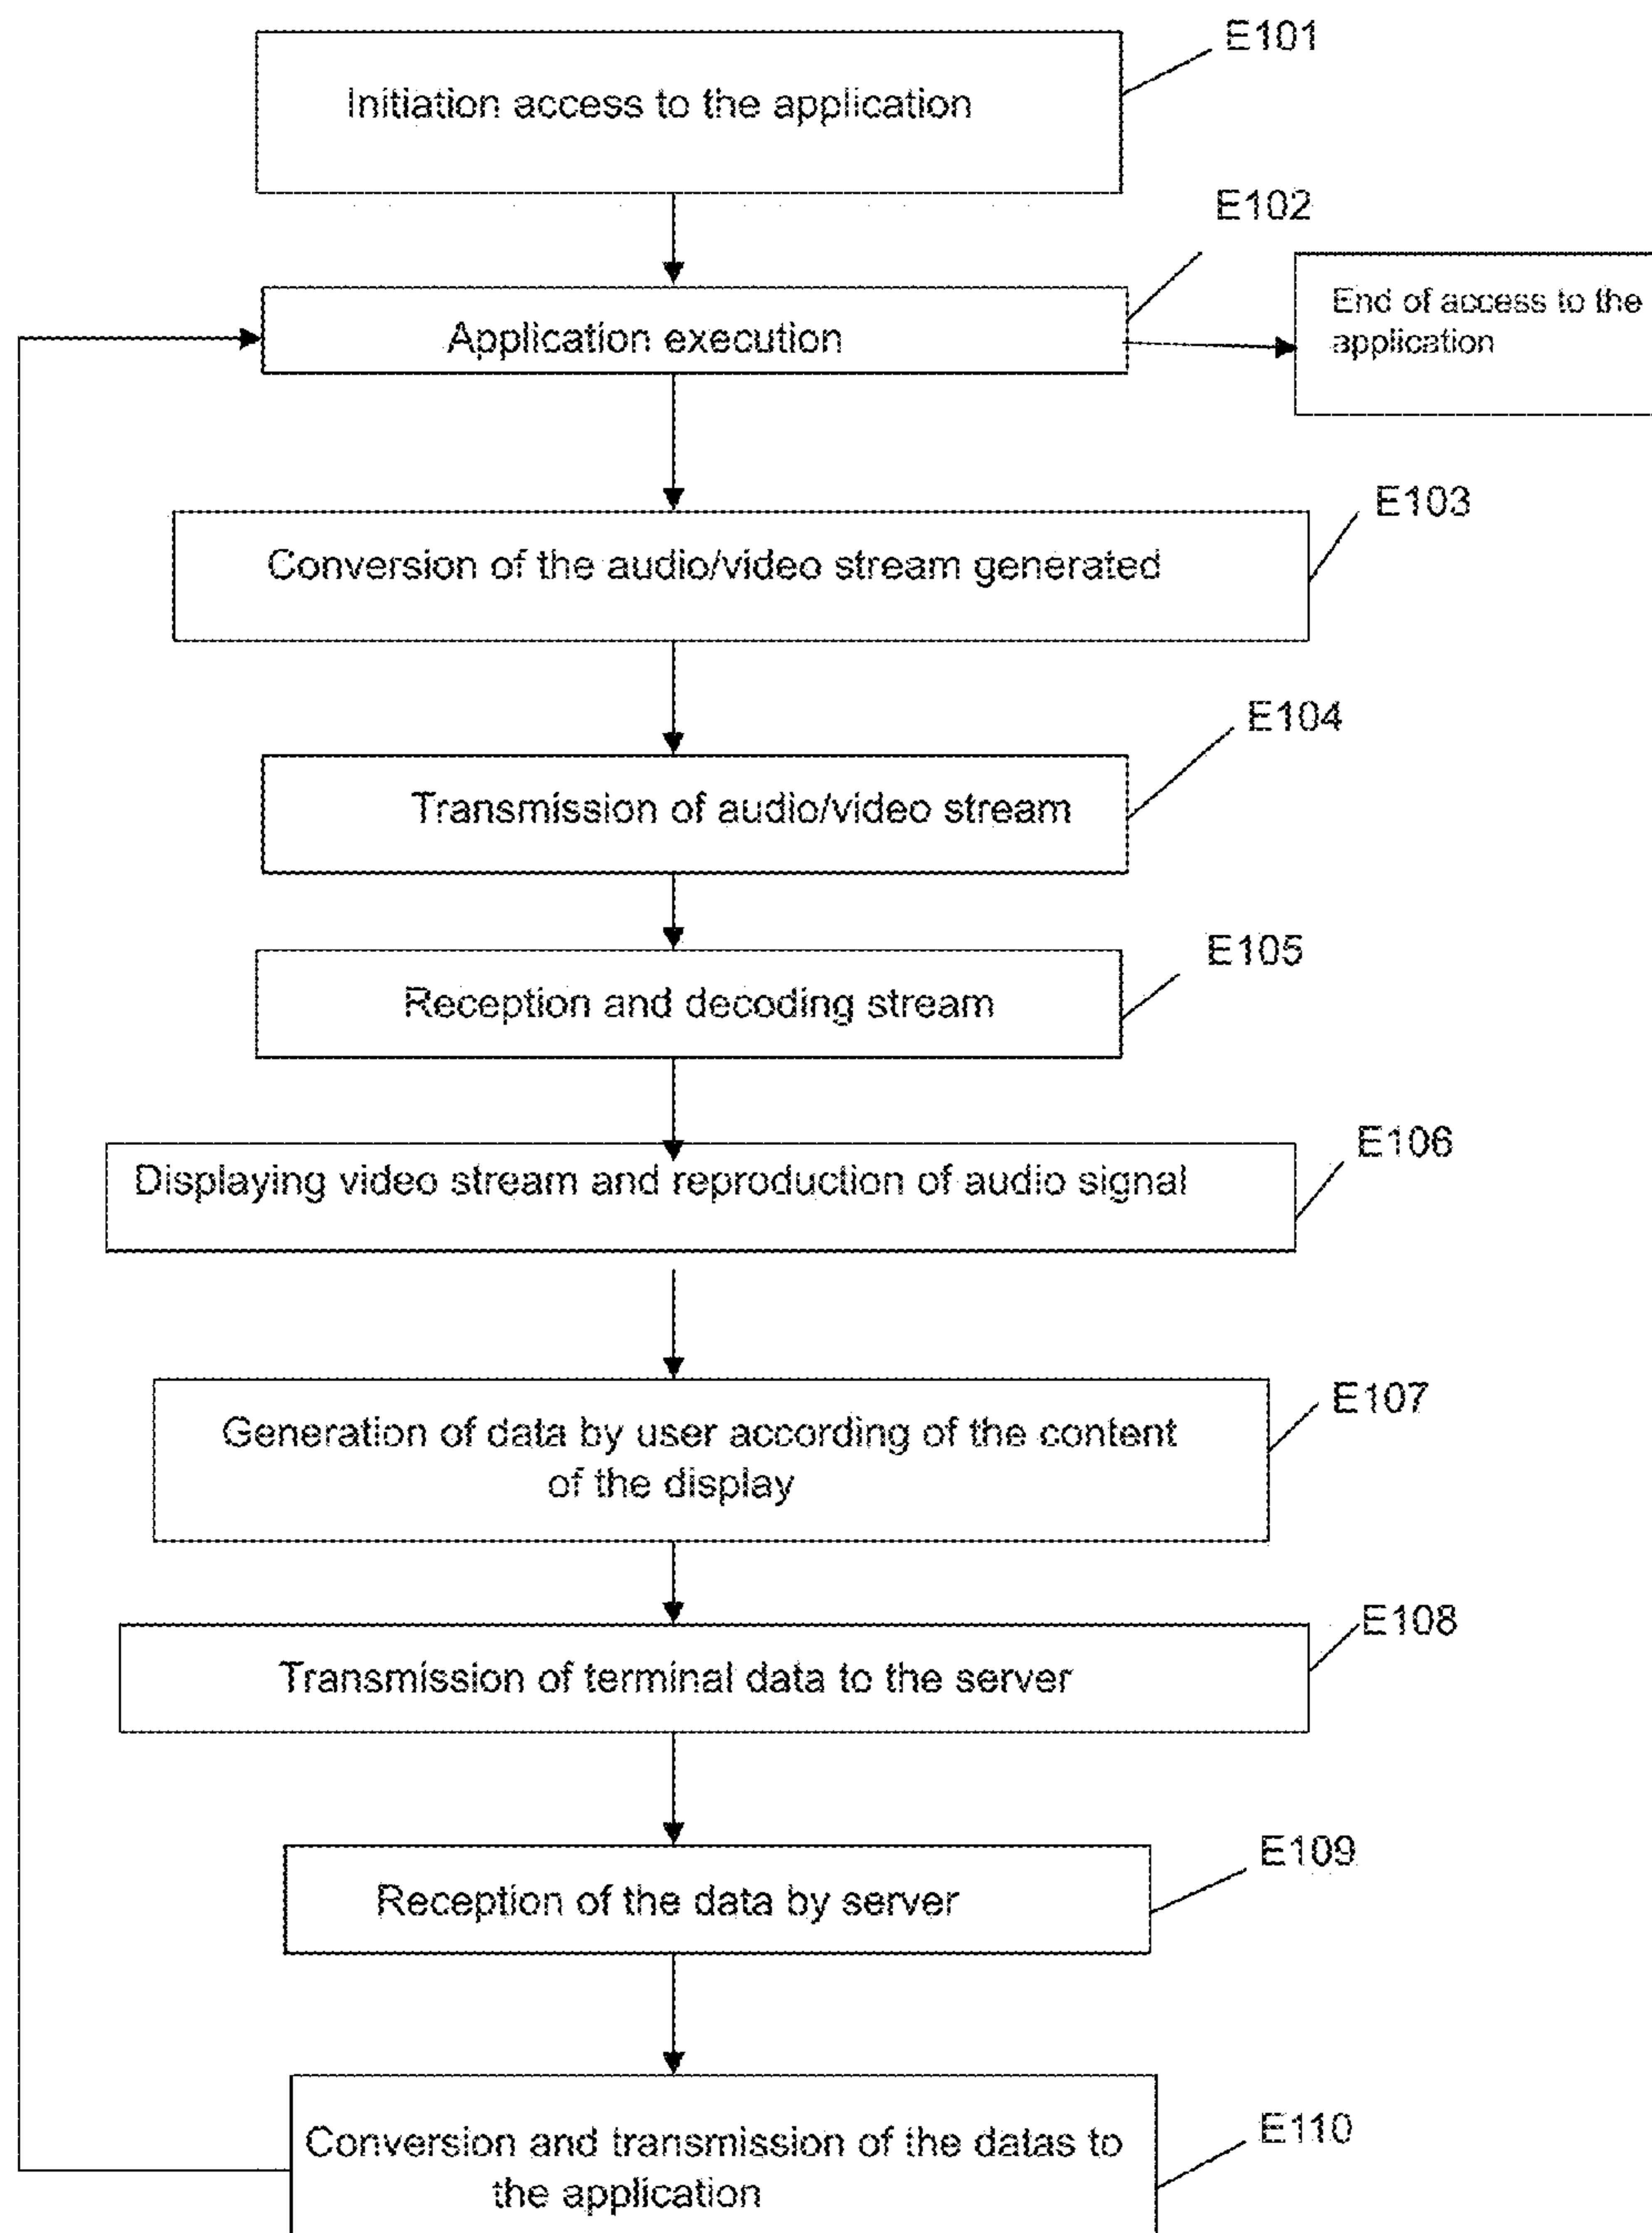 E101
Initiation access to the application
E102
Application execution
End of access to the
application
E103
Conversion of the audio/video stream generated
E104
Transmission of audio/video stream
E105
Reception and decoding stream
E106
Displaying video stream and reproduction of audio signal
E107
Generation of data by user according of the content
of the display
E108
Transmission of terminal data to the server
E109
Reception of the data by server
E110
Conversion and transmission of the datas to
the application